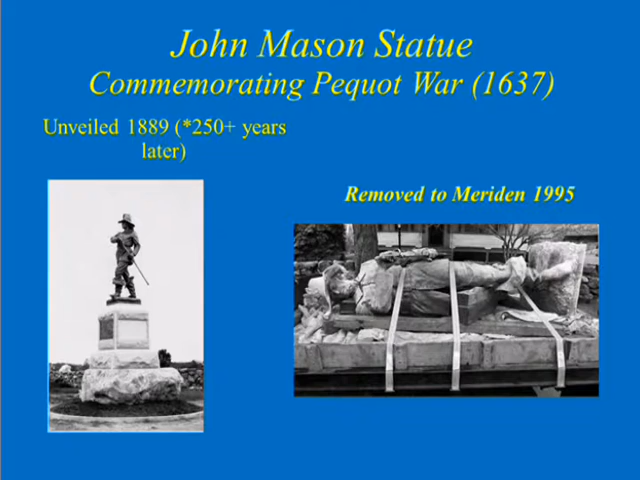 John Mason Statue
Commemorating Pequot War (1637)
Unveiled 1889 (*250+ years
later)
Removed to Meriden 1995